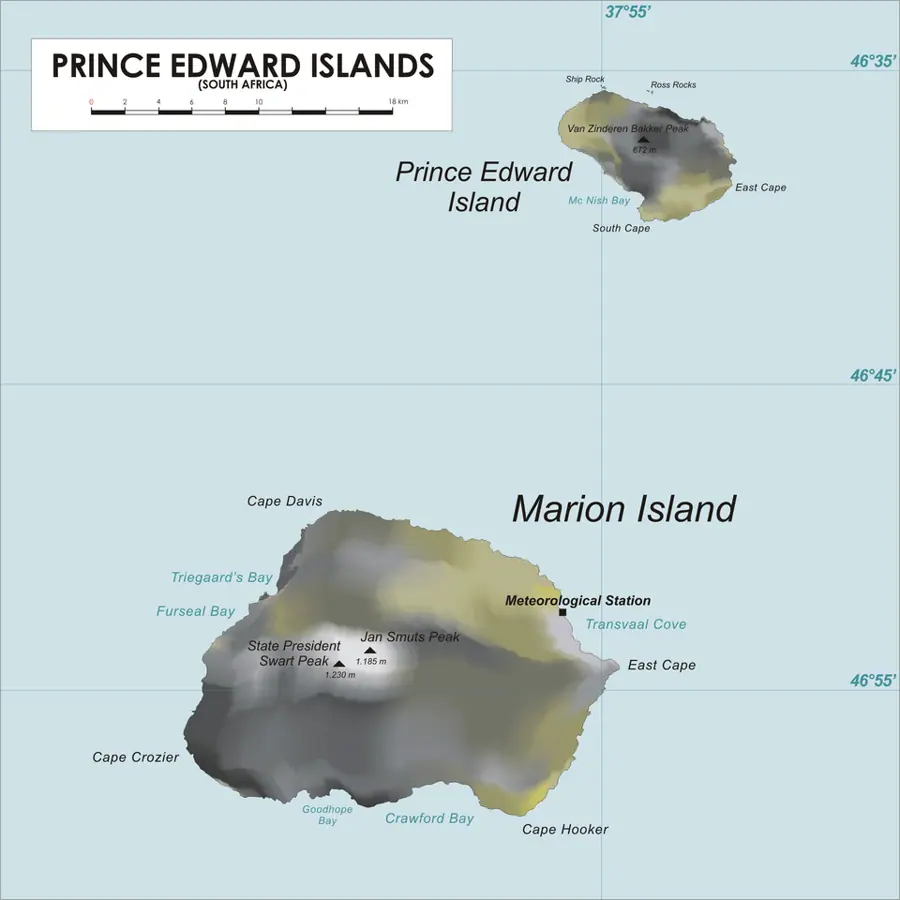 37°55'
PRINCE EDWARD ISLANDS
(SOUTH AFRICA)
0 2 4 6 8 10 18 km
46°35'
Ship Rock
Ross Rocks
Van Zinderen Bakker Peak
672 m
Prince Edward
Island
East Cape
Mc Nish Bay
South Cape
46°45'
Cape Davis
Marion Island
Triegaard's Bay
Furseal Bay
Meteorological Station
Transvaal Cove
Jan Smuts Peak
1.185 m
State President
Swart Peak
1.230 m
East Cape
46°55'
Cape Crozier
Goodhope
Bay
Crawford Bay
Cape Hooker